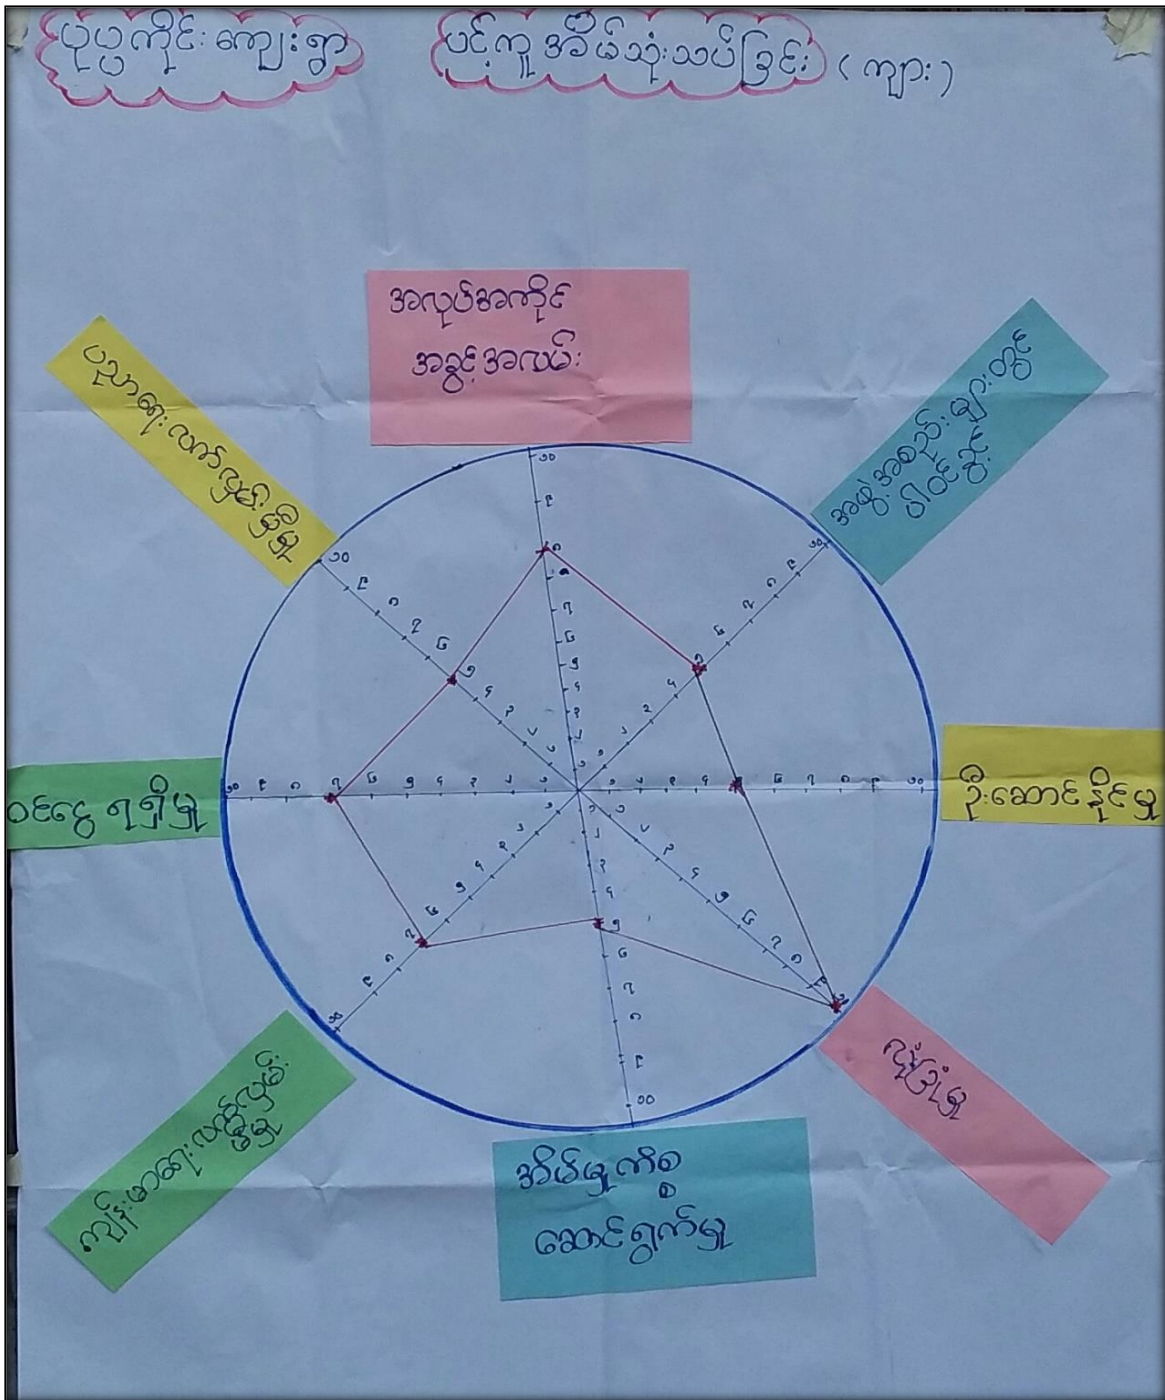 ပုပ္ပကိုင်းကျေးရွာ
ပင့်ကူအိမ်သုံးသပ်ခြင်း (ကျား)
အလုပ်အကိုင်
အခွင့်အလမ်း
အဖွဲ့အစည်းများတွင်
ပါဝင်ခွင့်
ဦးဆောင်နိုင်မှု
လုံခြုံမှု
အိမ်မှုကိစ္စ
ဆောင်ရွက်မှု
ကျန်းမာရေးလက်လှမ်း
မီမှု
ဝင်ငွေရရှိမှု
ပညာရေးလက်လှမ်းမှီမှု